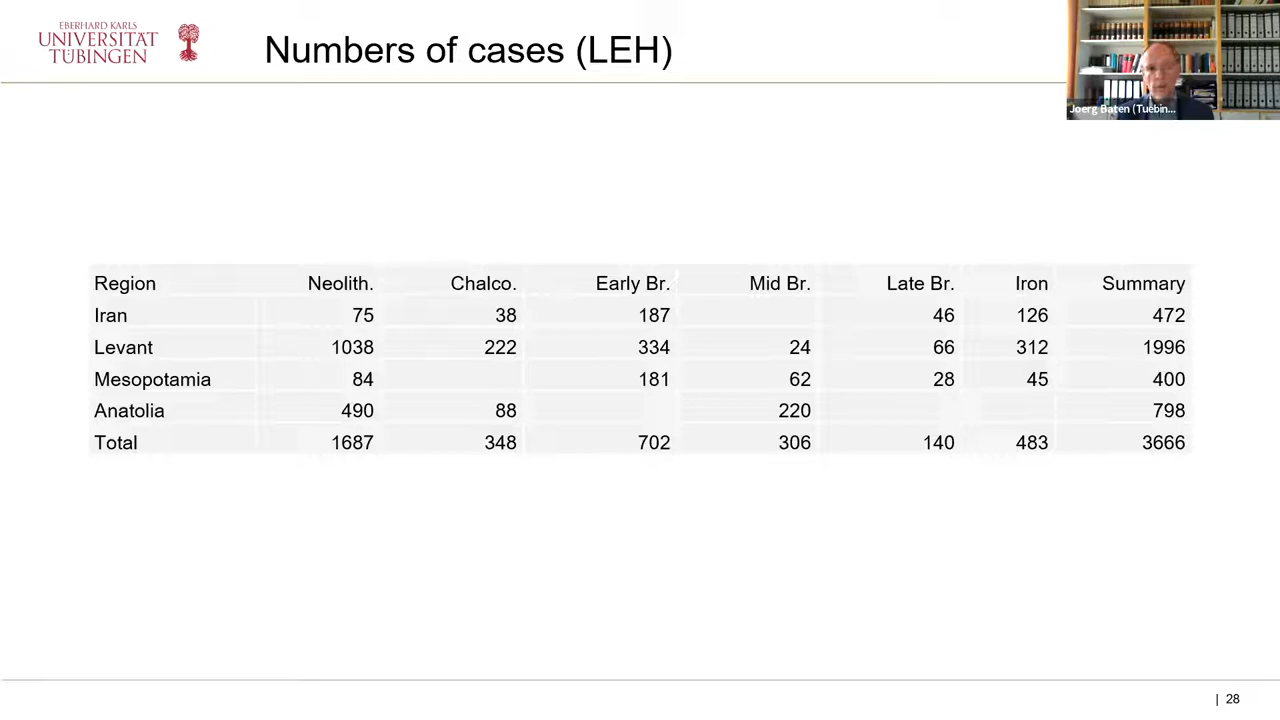 EBERHARD KARLS
UNIVERSITÄT
TÜBINGEN
Numbers of cases (LEH)
Joerg Baten (Tuebin...
Region Neolith. Chalco. Early Br. Mid Br. Late Br. Iron Summary
Iran 75 38 187 46 126 472
Levant 1038 222 334 24 66 312 1996
Mesopotamia 84 181 62 28 45 400
Anatolia 490 88 220 798
Total 1687 348 702 306 140 483 3666
| 28